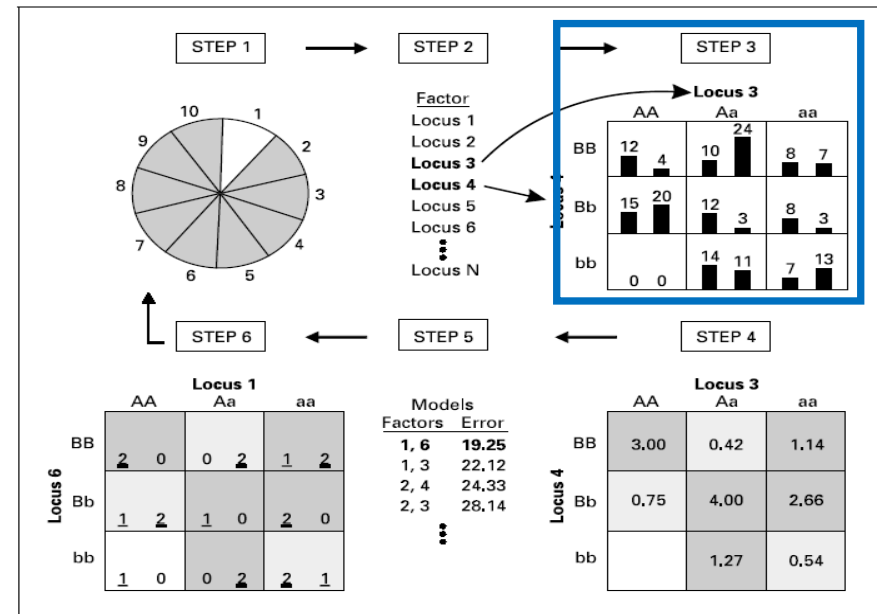 STEP 1
STEP 2
STEP 3
10
1
9
2
8
3
7
4
6
5
Factor
Locus 1
Locus 2
Locus 3
Locus 4
Locus 5
Locus 6
Locus N
Locus 3
AA Aa aa
BB 12 4 10 24 8 7
Bb 15 20 12 3 8 3
bb 0 0 14 11 7 13
STEP 6
STEP 5
STEP 4
Locus 1
AA Aa aa
Locus 6
BB 2 0 0 2 1 2
Bb 1 2 1 0 2 0
bb 1 0 0 2 2 1
Models
Factors Error
1, 6 19.25
1, 3 22.12
2, 4 24.33
2, 3 28.14
Locus 3
AA Aa aa
Locus 4
BB 3.00 0.42 1.14
Bb 0.75 4.00 2.66
bb 1.27 0.54